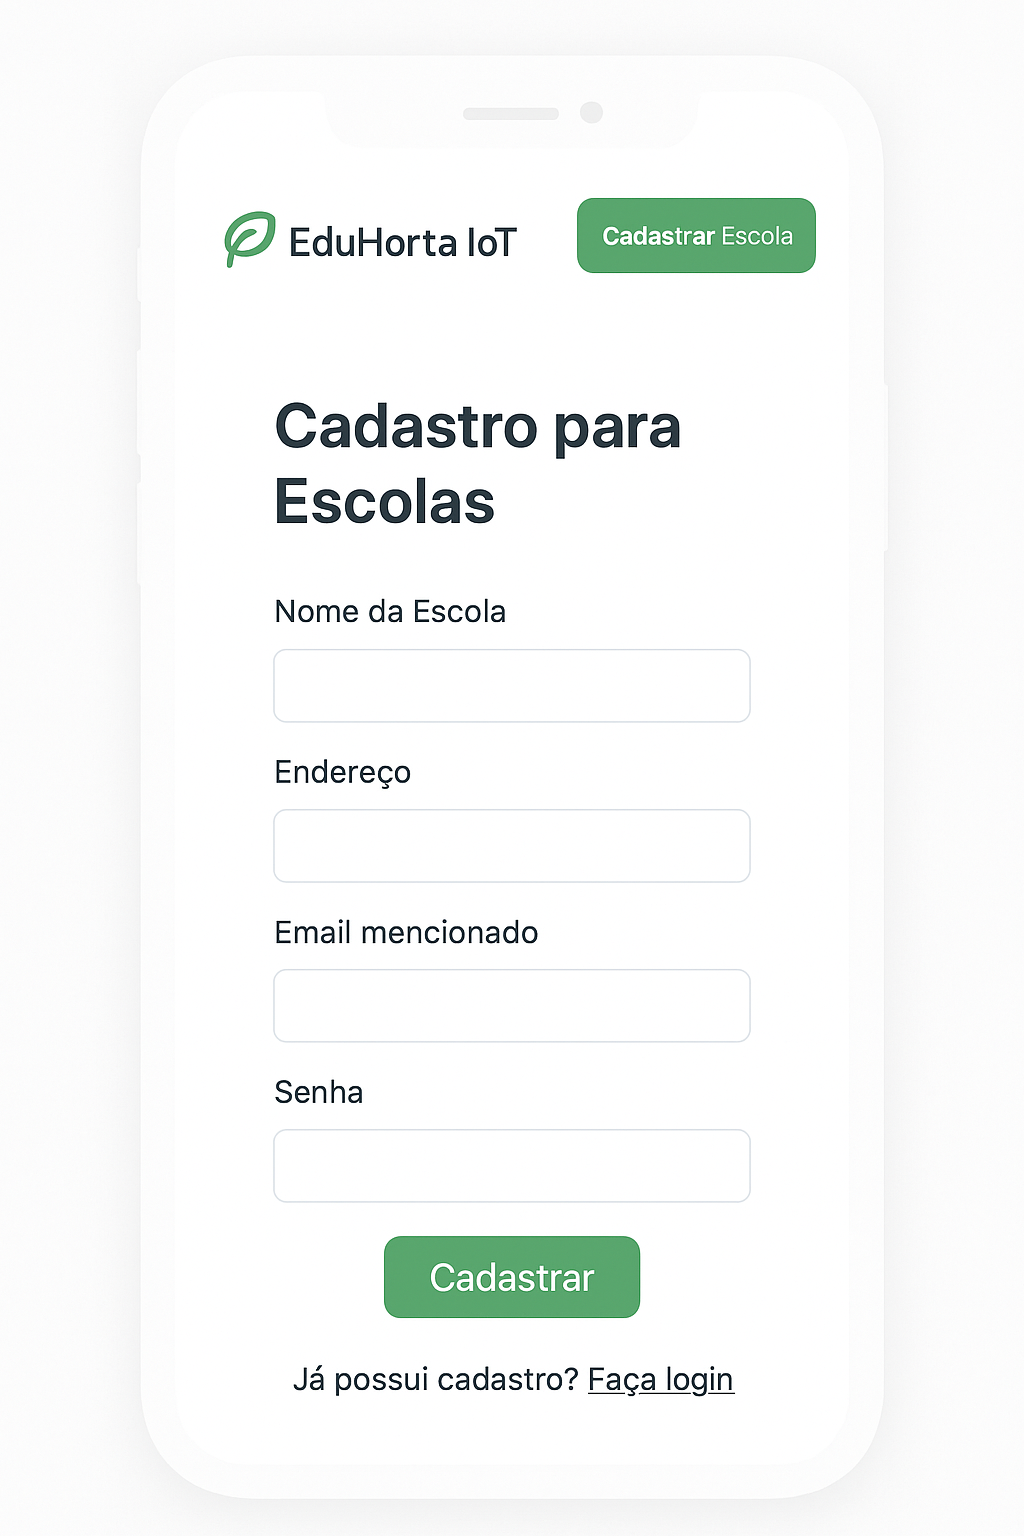 EduHorta IoT
Cadastrar Escola
Cadastro para
Escolas
Nome da Escola
Endereço
Email mencionado
Senha
Cadastrar
Já possui cadastro? Faça login